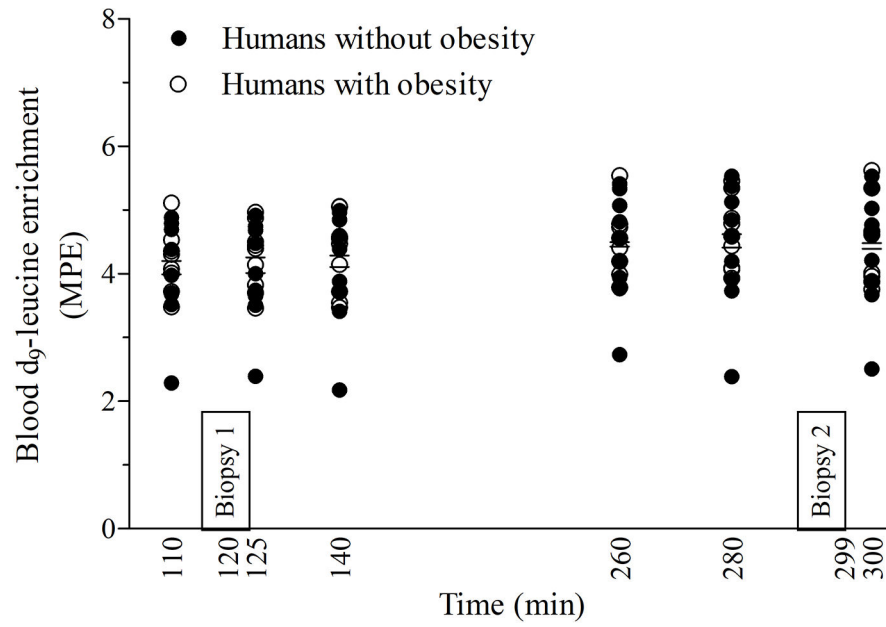 8
Humans without obesity
Humans with obesity
6
4
2
0
Blood d₉-leucine enrichment
(MPE)
Biopsy 1
Biopsy 2
110
120
125
140
260
280
299
300
Time (min)